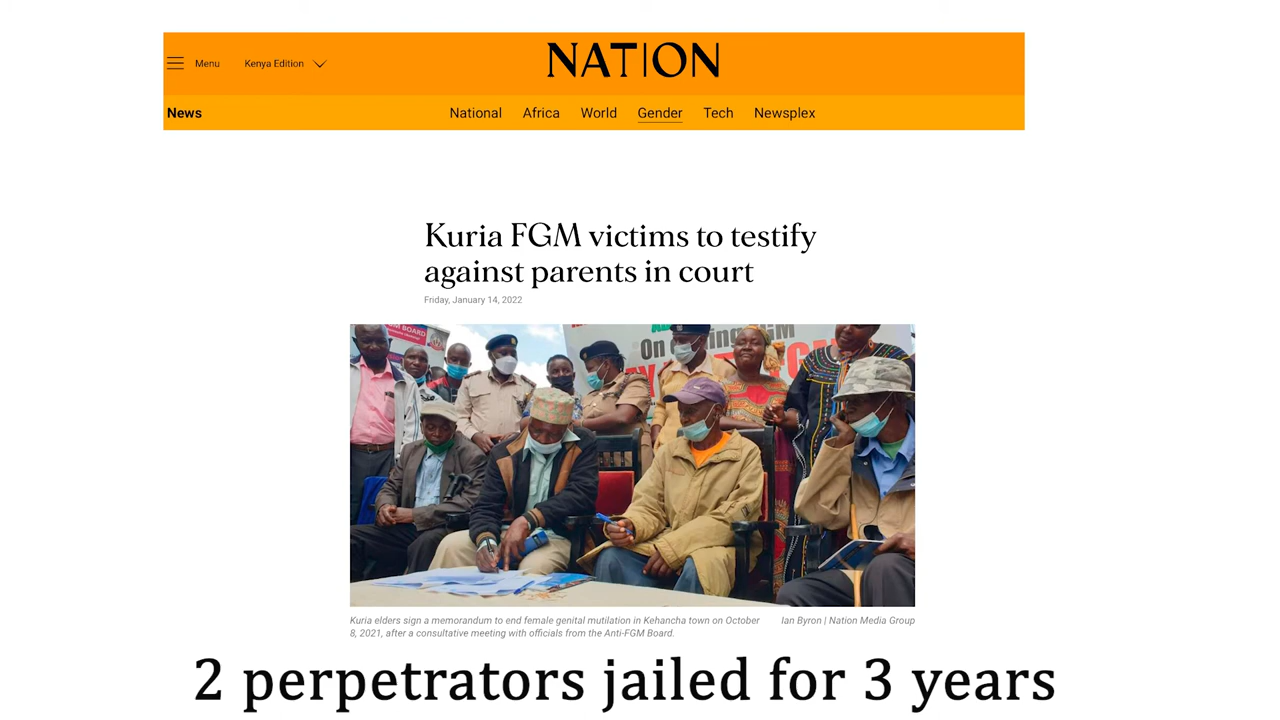 NATION
Menu
Kenya Edition
News
National Africa World Gender Tech Newsplex
Kuria FGM victims to testify
against parents in court
Friday, January 14, 2022
BOARD
On
FGM
Kuria elders sign a memorandum to end female genital mutilation in Kehancha town on October
8, 2021, after a consultative meeting with officials from the Anti-FGM Board.
Ian Byron | Nation Media Group
2 perpetrators jailed for 3 years